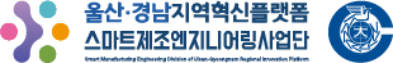 울산·경남지역혁신플랫폼
스마트제조엔지니어링사업단
Smart Manufacturing Engineering Division of Ulsan-Gyeongnam Regional Innovation Platform
大